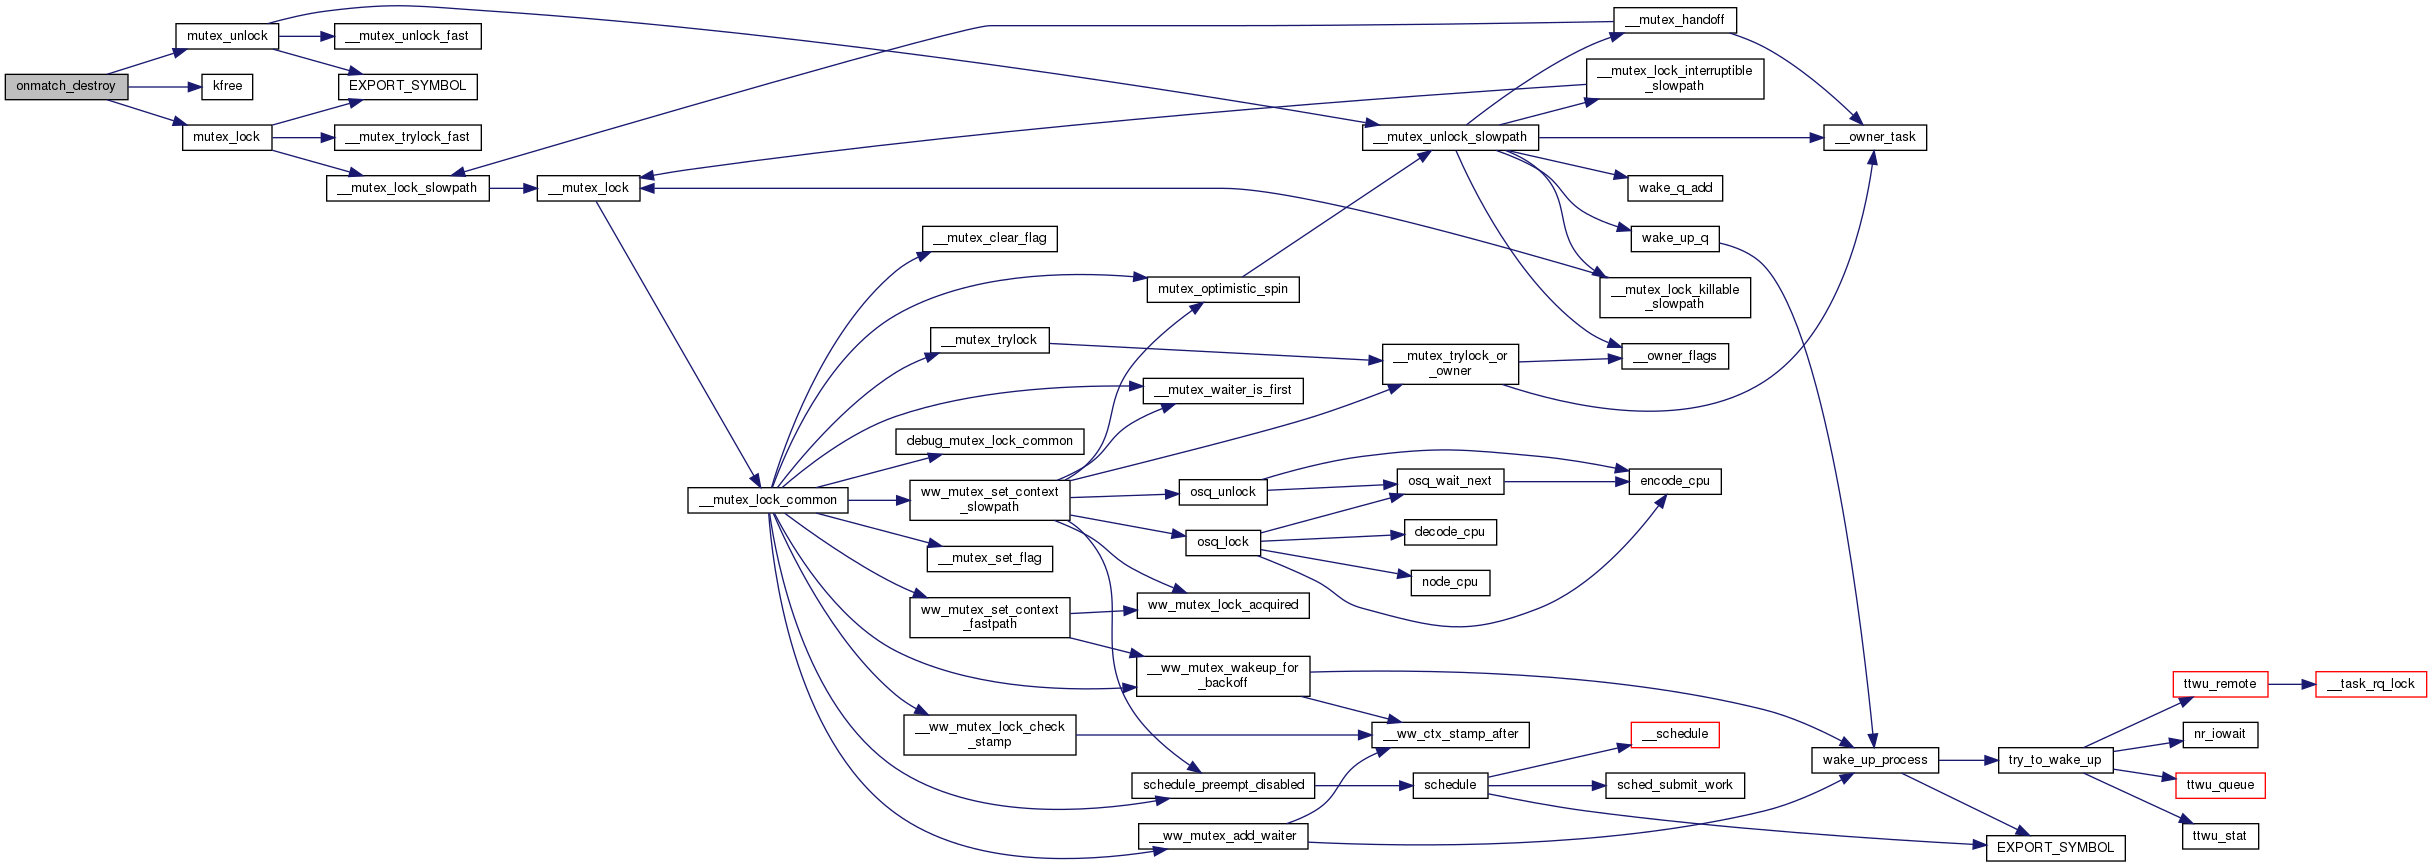 onmatch_destroy
mutex_unlock
kfree
mutex_lock
__mutex_unlock_fast
EXPORT_SYMBOL
__mutex_trylock_fast
__mutex_lock_slowpath
__mutex_lock
__mutex_lock_common
__mutex_clear_flag
__mutex_trylock
debug_mutex_lock_common
ww_mutex_set_context
_slowpath
__mutex_set_flag
ww_mutex_set_context
_fastpath
__ww_mutex_lock_check
_stamp
mutex_optimistic_spin
__mutex_waiter_is_first
osq_unlock
osq_lock
ww_mutex_lock_acquired
__ww_mutex_wakeup_for
_backoff
schedule_preempt_disabled
__ww_mutex_add_waiter
__mutex_unlock_slowpath
__mutex_trylock_or
_owner
osq_wait_next
decode_cpu
node_cpu
__ww_ctx_stamp_after
schedule
__mutex_handoff
__mutex_lock_interruptible
_slowpath
wake_q_add
wake_up_q
__mutex_lock_killable
_slowpath
__owner_flags
encode_cpu
__schedule
sched_submit_work
__owner_task
wake_up_process
try_to_wake_up
EXPORT_SYMBOL
ttwu_remote
nr_iowait
ttwu_queue
ttwu_stat
__task_rq_lock